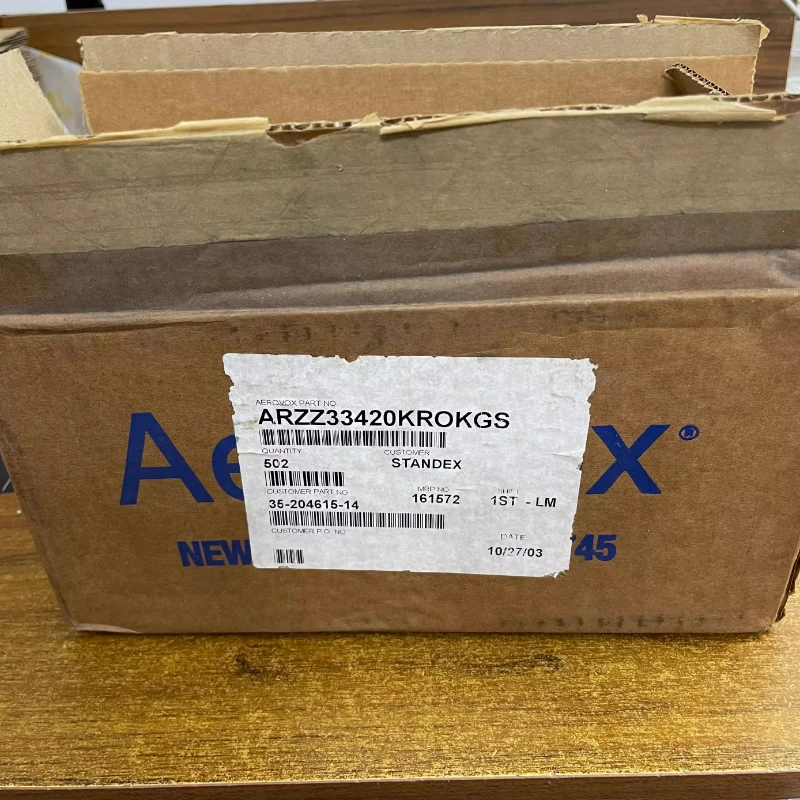 AEROVOX PART NO
ARZZ33420KROKGS
QUANTITY CUSTOMER
502 STANDEX
CUSTOMER PART NO MRP NO SHIFT
35-204615-14 161572 1ST - LM
CUSTOMER P.O. NO DATE
10/27/03
Ae x®
NEW 745